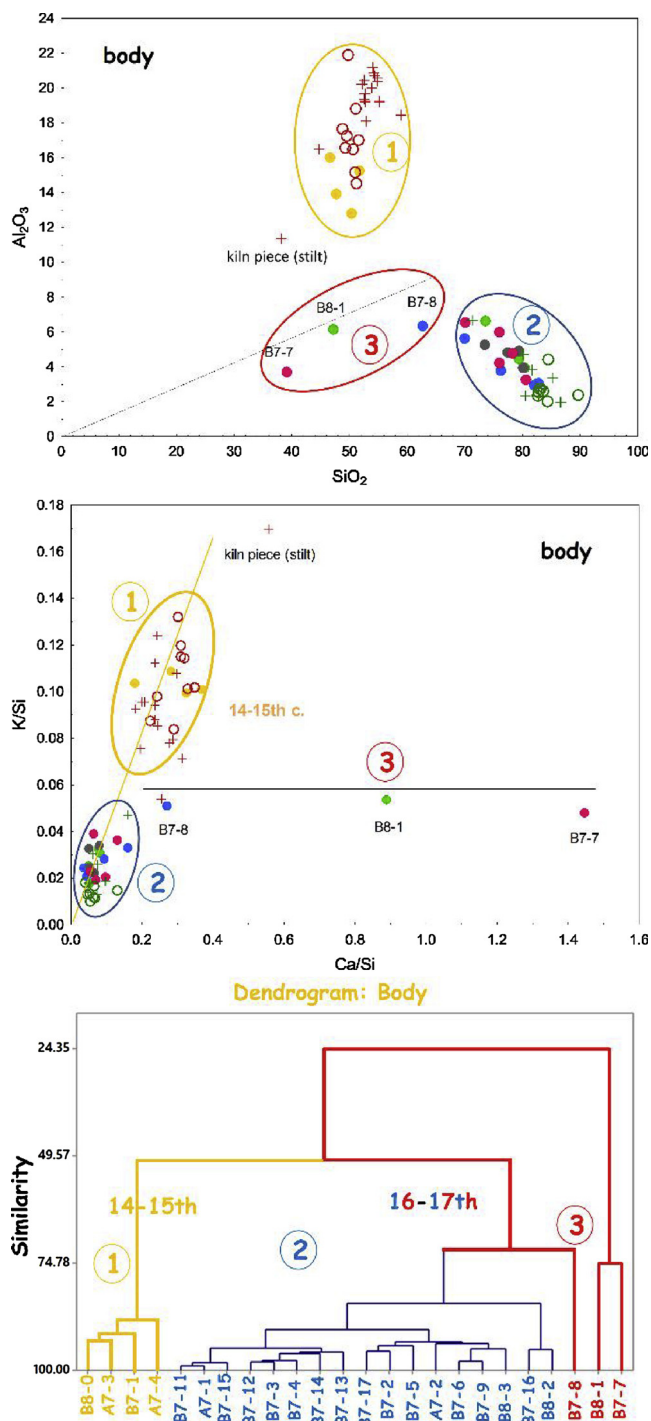 body
24
22
20
18
16
14
12
10
8
6
4
2
0
Al2O3
1
kiln piece (stilt)
B8-1
B7-8
B7-7
3
2
0 10 20 30 40 50 60 70 80 90 100
SiO2
0.18
0.16
0.14
0.12
0.10
0.08
0.06
0.04
0.02
0.00
K/Si
kiln piece (stilt)
body
1
14-15th c.
3
B7-8
B8-1
B7-7
2
0.0 0.2 0.4 0.6 0.8 1.0 1.2 1.4 1.6
Ca/Si
Dendrogram: Body
24.35
49.57
74.78
100.00
Similarity
14-15th
16-17th
1
2
3
B8-0
A7-3
B7-1
A7-4
B7-11
A7-1
B7-15
B7-12
B7-3
B7-4
B7-14
B7-13
B7-17
B7-2
B7-5
A7-2
B7-6
B7-9
B8-3
B7-16
B8-2
B7-8
B8-1
B7-7